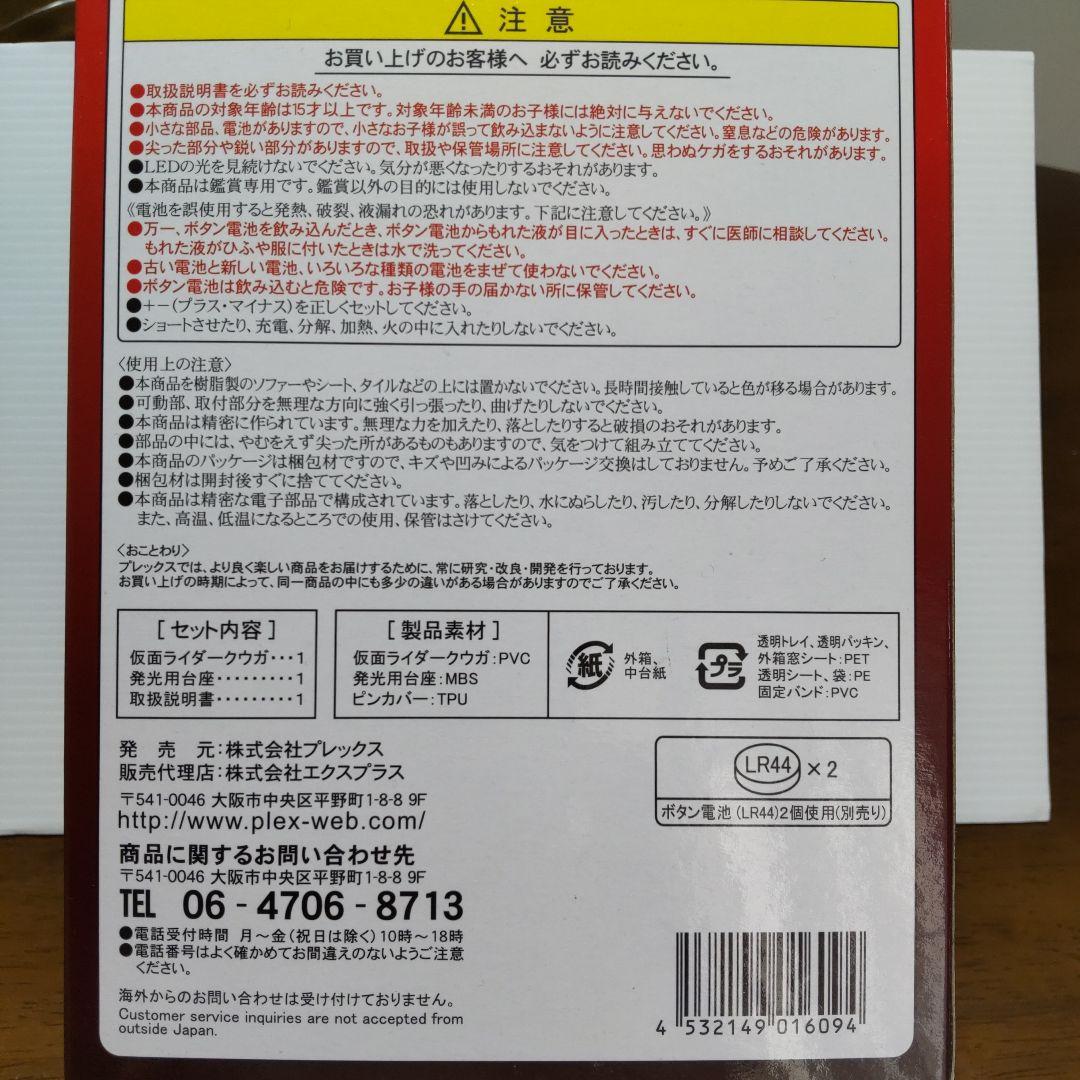 ⚠ 注意
お買い上げのお客様へ 必ずお読みください。
●取扱説明書を必ずお読みください。
●本商品の対象年齢は15才以上です。対象年齢未満のお子様には絶対に与えないでください。
●小さな部品、電池がありますので、小さなお子様が誤って飲み込まないように注意してください。窒息などの危険があります。
●尖った部分や鋭い部分がありますので、取扱や保管場所に注意してください。思わぬケガをするおそれがあります。
●LEDの光を見続けないでください。気分が悪くなったりするおそれがあります。
●本商品は鑑賞専用です。鑑賞以外の目的には使用しないでください。
《電池を誤使用すると発熱、破裂、液漏れの恐れがあります。下記に注意してください。》
●万一、ボタン電池を飲み込んだとき、ボタン電池からもれた液が目に入ったときは、すぐに医師に相談してください。
もれた液がひふや服に付いたときは水で洗ってください。
●古い電池と新しい電池、いろいろな種類の電池をまぜて使わないでください。
●ボタン電池は飲み込むと危険です。お子様の手の届かない所に保管してください。
●＋－(プラス・マイナス)を正しくセットしてください。
●ショートさせたり、充電、分解、加熱、火の中に入れたりしないでください。
〈使用上の注意〉
●本商品を樹脂製のソファーやシート、タイルなどの上には置かないでください。長時間接触していると色が移る場合があります。
●可動部、取付部分を無理な方向に強く引っ張ったり、曲げたりしないでください。
●本商品は精密に作られています。無理な力を加えたり、落としたりすると破損のおそれがあります。
●部品の中には、やむをえず尖った所があるものもありますので、気をつけて組み立ててください。
●本商品のパッケージは梱包材ですので、キズや凹みによるパッケージ交換はしておりません。予めご了承ください。
●梱包材は開封後すぐに捨ててください。
●本商品は精密な電子部品で構成されています。落としたり、水にぬらしたり、汚したり、分解したりしないでください。
また、高温、低温になるところでの使用、保管はさけてください。
〈おことわり〉
プレックスでは、より良く楽しい商品をお届けするために、常に研究・改良・開発を行っております。
お買い上げの時期によって、同一商品の中にも多少の違いがある場合がありますのでご了承ください。
[セット内容]
仮面ライダークウガ・・・1
発光用台座・・・・・・・・・1
取扱説明書・・・・・・・・・1
[製品素材]
仮面ライダークウガ:PVC
発光用台座:MBS
ピンカバー:TPU
紙
外箱、
中台紙
プラ
透明トレイ、透明パッキン、
外箱窓シート:PET
透明シート、袋:PE
固定バンド:PVC
発売元:株式会社プレックス
販売代理店:株式会社エクスプラス
〒541-0046 大阪市中央区平野町1-8-8 9F
http://www.plex-web.com/
LR44 ×2
ボタン電池(LR44)2個使用(別売り)
商品に関するお問い合わせ先
〒541-0046 大阪市中央区平野町1-8-8 9F
TEL 06-4706-8713
●電話受付時間 月～金(祝日は除く)10時～18時
●電話番号はよく確かめてお間違えのないようご注意
ください。
海外からのお問い合わせは受け付けておりません。
Customer service inquiries are not accepted from
outside Japan.
4 532149 016094